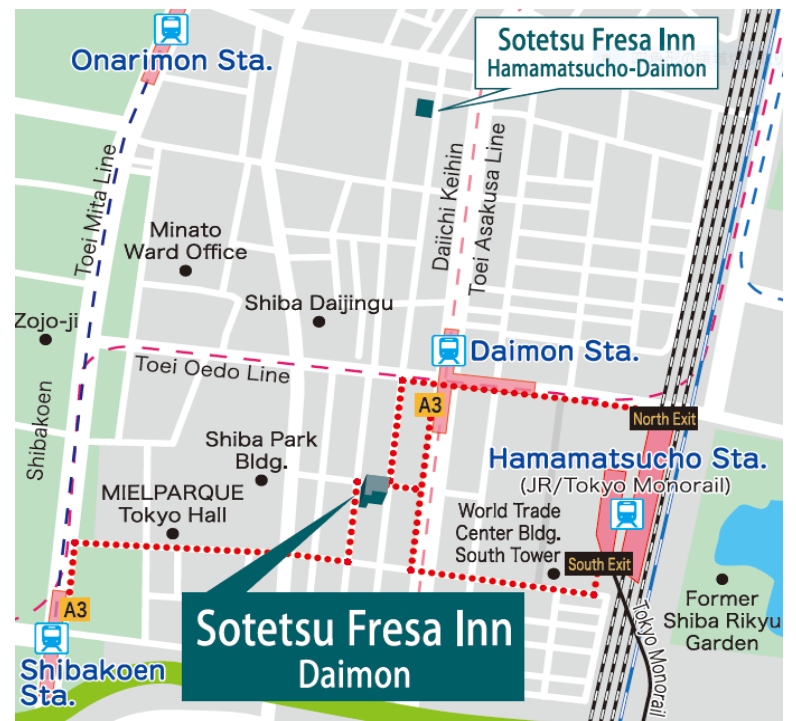 Sotetsu Fresa Inn
Hamamatsucho-Daimon
Onarimon Sta.
Toei Mita Line
Daiichi Keihin
Toei Asakusa Line
Minato
Ward Office
Shiba Daijingu
Zojo-ji
Daimon Sta.
Toei Oedo Line
A3
North Exit
Shibakoen
Shiba Park
Bldg.
Hamamatsucho Sta.
(JR/Tokyo Monorail)
MIELPARQUE
Tokyo Hall
World Trade
Center Bldg.
South Tower
South Exit
A3
Former
Shiba Rikyu
Garden
Tokyo Monorail
Sotetsu Fresa Inn
Daimon
Shibakoen
Sta.